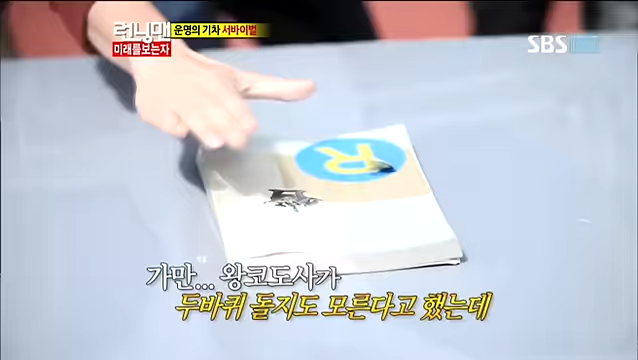 런닝맨
미래를보는자
운명의 기차 서바이벌
SBS
R
가만... 왕코도사가
두바퀴 돌지도 모른다고 했는데